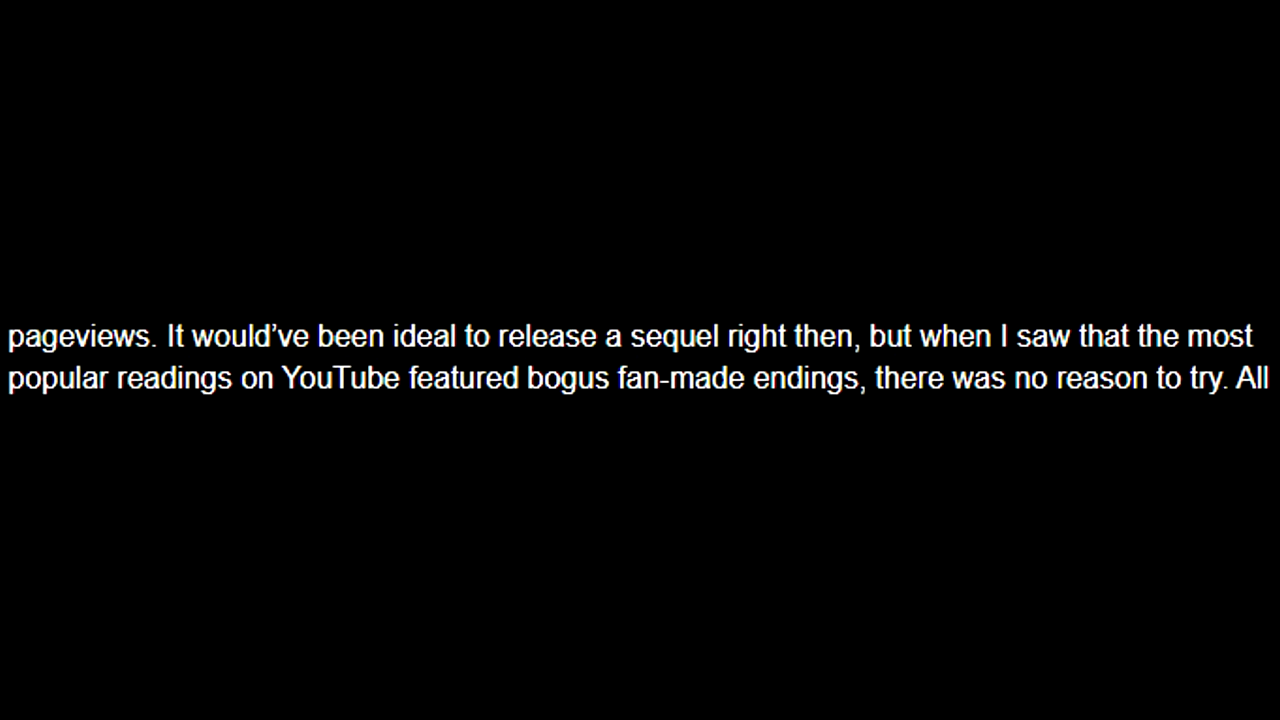 pageviews. It would’ve been ideal to release a sequel right then, but when I saw that the most
popular readings on YouTube featured bogus fan-made endings, there was no reason to try. All